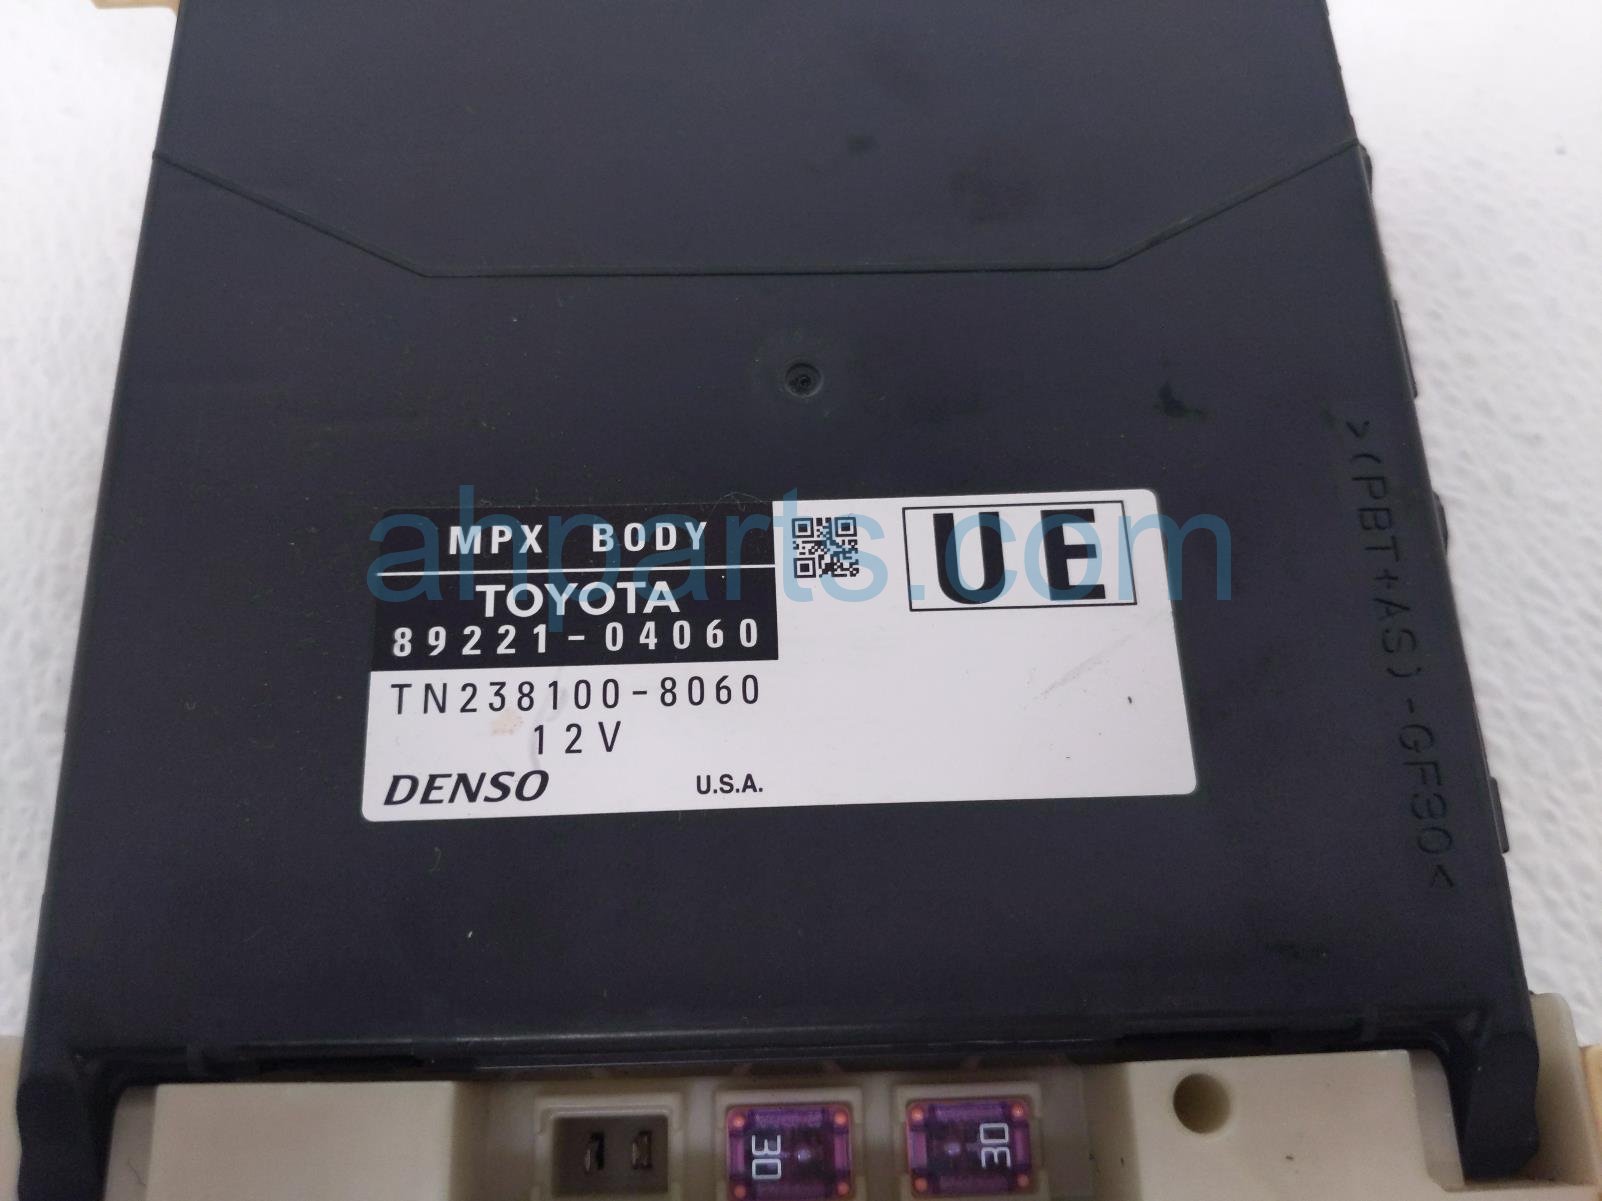 MPX BODY
TOYOTA
89221-04060
TN238100-8060
12V
DENSO U.S.A.
UE
>(PBT+AS)-GF30<
30
30
ahparts.com